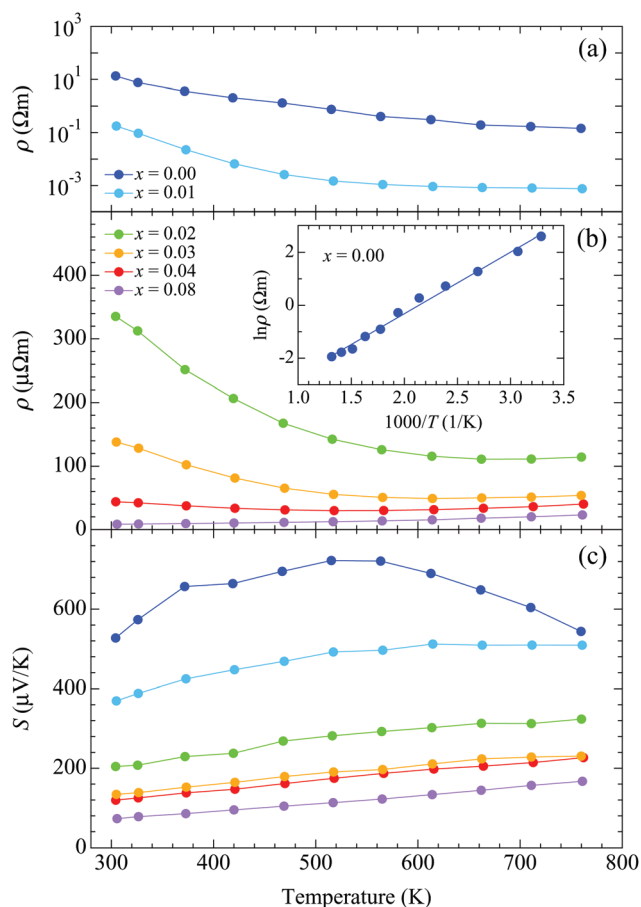 10³
(a)
10¹
ρ (Ωm)
10⁻¹
10⁻³
x = 0.00
x = 0.01
x = 0.02
x = 0.03
x = 0.04
x = 0.08
(b)
400
300
200
100
0
ρ (μΩm)
x = 0.00
2
0
-2
lnρ (Ωm)
1.0 1.5 2.0 2.5 3.0 3.5
1000/T (1/K)
(c)
600
400
200
0
S (μV/K)
300 400 500 600 700 800
Temperature (K)